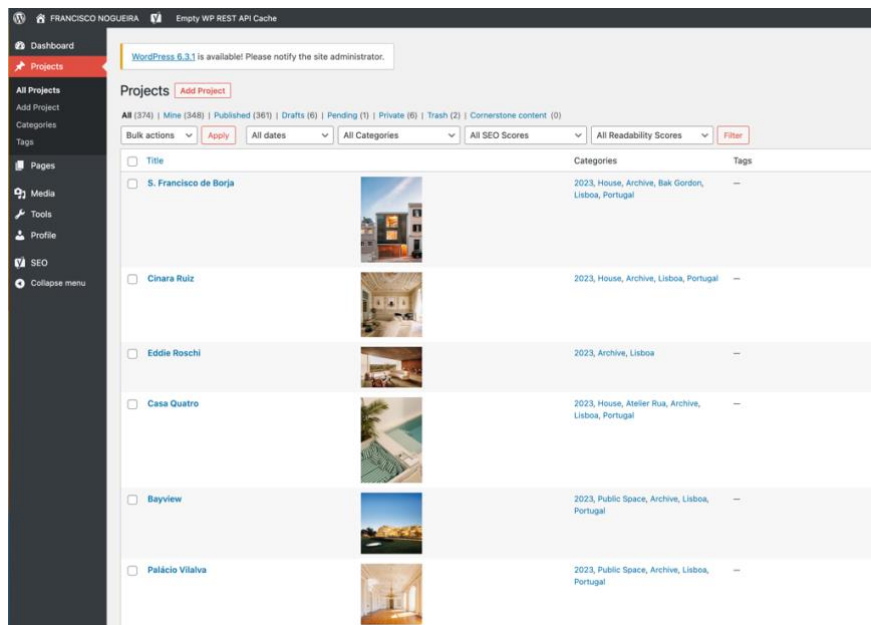 FRANCISCO NOGUEIRA Empty WP REST API Cache
Dashboard
Projects
All Projects
Add Project
Categories
Tags
Pages
Media
Tools
Profile
SEO
Collapse menu
WordPress 6.3.1 is available! Please notify the site administrator.
Projects Add Project
All (374) | Mine (348) | Published (361) | Drafts (6) | Pending (1) | Private (6) | Trash (2) | Cornerstone content (0)
Bulk actions Apply All dates All Categories All SEO Scores All Readability Scores Filter
Title Categories Tags
S. Francisco de Borja 2023, House, Archive, Bak Gordon, —
Lisboa, Portugal
Cinara Ruiz 2023, House, Archive, Lisboa, Portugal —
Eddie Roschi 2023, Archive, Lisboa —
Casa Quatro 2023, House, Atelier Rua, Archive, —
Lisboa, Portugal
Bayview 2023, Public Space, Archive, Lisboa, —
Portugal
Palácio Vilalva 2023, Public Space, Archive, Lisboa, —
Portugal